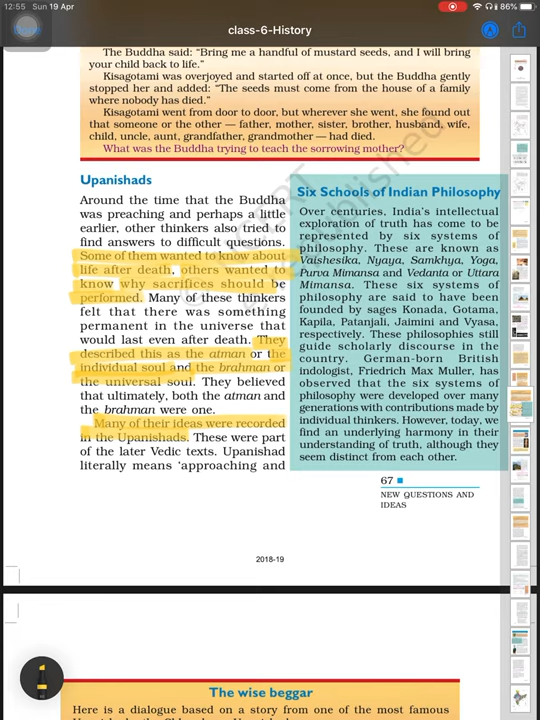 12:55 Sun 19 Apr
86%
class-6-History
The Buddha said: “Bring me a handful of mustard seeds, and I will bring
your child back to life.”
Kisagotami was overjoyed and started off at once, but the Buddha gently
stopped her and added: “The seeds must come from the house of a family
where nobody has died.”
Kisagotami went from door to door, but wherever she went, she found out
that someone or the other — father, mother, sister, brother, husband, wife,
child, uncle, aunt, grandfather, grandmother — had died.
What was the Buddha trying to teach the sorrowing mother?
Upanishads
Around the time that the Buddha
was preaching and perhaps a little
earlier, other thinkers also tried to
find answers to difficult questions.
Some of them wanted to know about
life after death, others wanted to
know why sacrifices should be
performed. Many of these thinkers
felt that there was something
permanent in the universe that
would last even after death. They
described this as the atman or the
individual soul and the brahman or
the universal soul. They believed
that ultimately, both the atman and
the brahman were one.
Many of their ideas were recorded
in the Upanishads. These were part
of the later Vedic texts. Upanishad
literally means ‘approaching and
Six Schools of Indian Philosophy
Over centuries, India's intellectual
exploration of truth has come to be
represented by six systems of
philosophy. These are known as
Vaishesika, Nyaya, Samkhya, Yoga,
Purva Mimansa and Vedanta or Uttara
Mimansa. These six systems of
philosophy are said to have been
founded by sages Konada, Gotama,
Kapila, Patanjali, Jaimini and Vyasa,
respectively. These philosophies still
guide scholarly discourse in the
country. German-born British
indologist, Friedrich Max Muller, has
observed that the six systems of
philosophy were developed over many
generations with contributions made by
individual thinkers. However, today, we
find an underlying harmony in their
understanding of truth, although they
seem distinct from each other.
67
NEW QUESTIONS AND
IDEAS
2018-19
The wise beggar
Here is a dialogue based on a story from one of the most famous